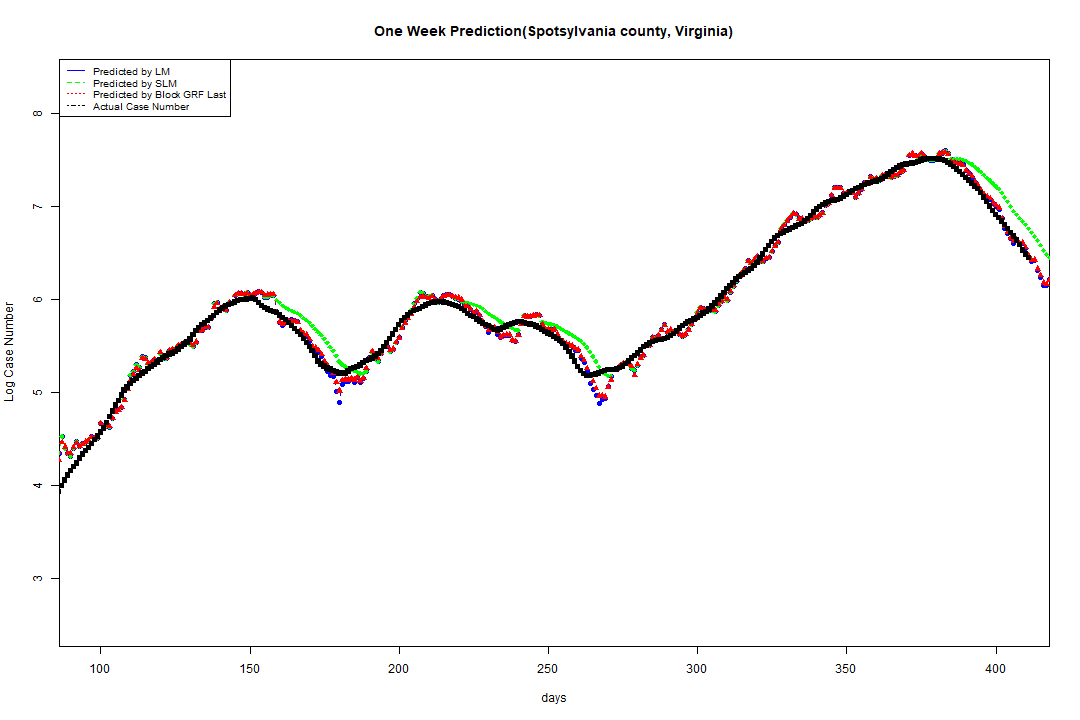 One Week Prediction(Spotsylvania county, Virginia)
Predicted by LM
Predicted by SLM
Predicted by Block GRF Last
Actual Case Number
8
7
6
5
4
3
Log Case Number
100 150 200 250 300 350 400
days